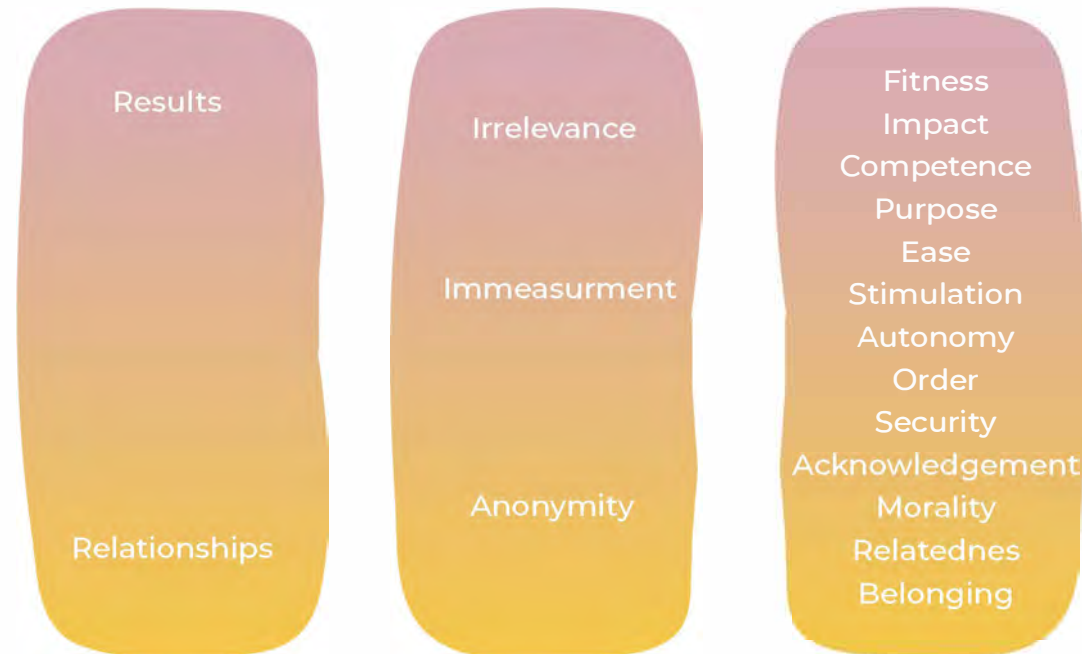 Results
Relationships
Irrelevance
Immeasurment
Anonymity
Fitness
Impact
Competence
Purpose
Ease
Stimulation
Autonomy
Order
Security
Acknowledgement
Morality
Relatednes
Belonging